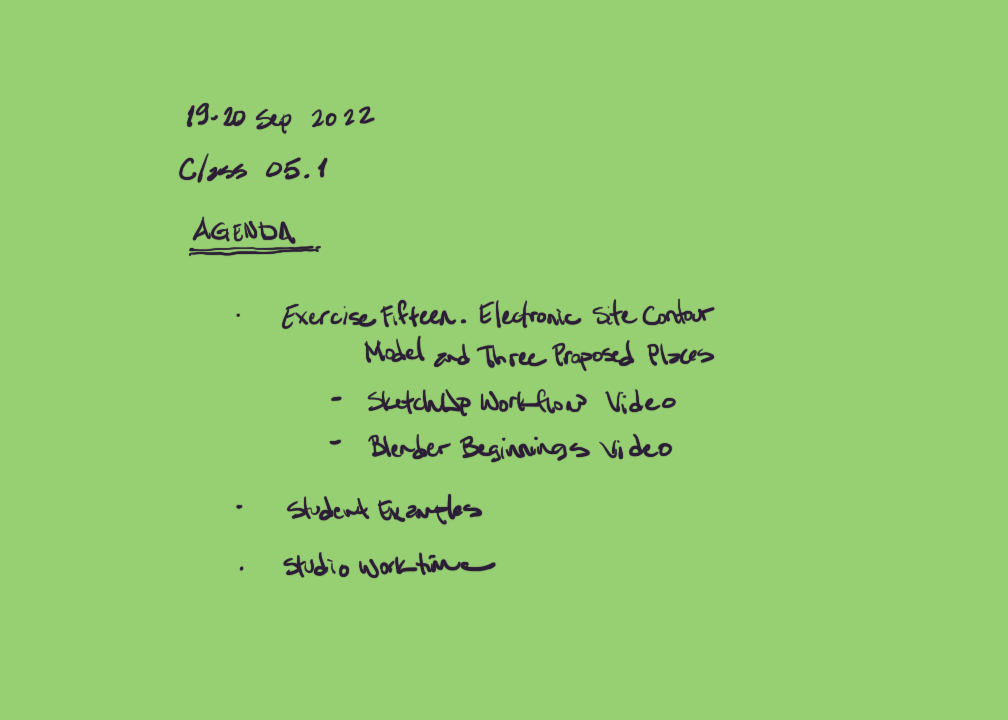 19-20 Sep 2022
Class 05.1
AGENDA
· Exercise Fifteen. Electronic Site Contour
Model and Three Proposed Places
- SketchUp Workflow Video
- Blender Beginnings Video
· Student Examples
· Studio Worktime